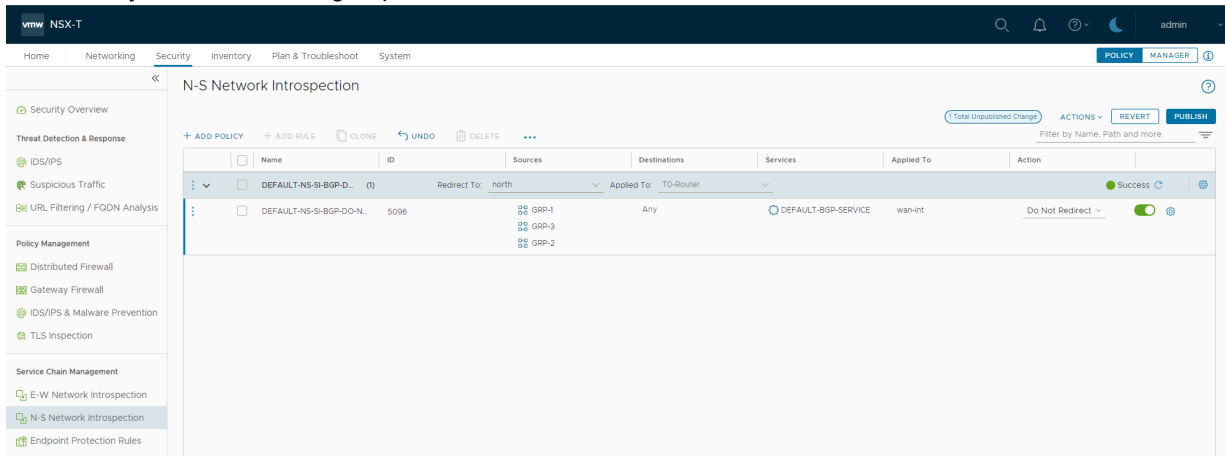 vmw NSX-T
admin
Home Networking Security Inventory Plan & Troubleshoot System
POLICY MANAGER
N-S Network Introspection
Security Overview
Threat Detection & Response
IDS/IPS
Suspicious Traffic
URL Filtering / FQDN Analysis
Policy Management
Distributed Firewall
Gateway Firewall
IDS/IPS & Malware Prevention
TLS Inspection
Service Chain Management
E-W Network Introspection
N-S Network Introspection
Endpoint Protection Rules
1 Total Unpublished Change ACTIONS REVERT PUBLISH
+ ADD POLICY + ADD RULE CLONE UNDO DELETE ...
Filter by Name, Path and more
Name ID Sources Destinations Services Applied To Action
DEFAULT-NS-SI-BGP-D... (1) Redirect To: north Applied To: T0-Router Success
DEFAULT-NS-SI-BGP-DO-N... 5096 GRP-1 Any DEFAULT-BGP-SERVICE wan-int Do Not Redirect
GRP-3
GRP-2